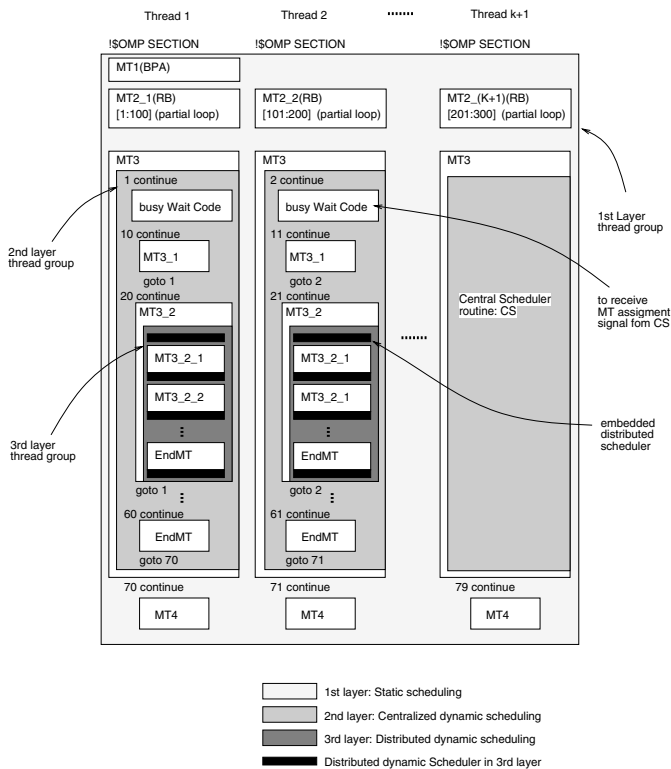 Thread 1
Thread 2
Thread k+1
!$OMP SECTION
!$OMP SECTION
!$OMP SECTION
MT1(BPA)
MT2_1(RB)
[1:100] (partial loop)
MT2_2(RB)
[101:200] (partial loop)
MT2_(K+1)(RB)
[201:300] (partial loop)
MT3
1 continue
busy Wait Code
10 continue
MT3_1
goto 1
20 continue
MT3_2
MT3_2_1
MT3_2_2
EndMT
goto 1
60 continue
EndMT
goto 70
70 continue
MT4
MT3
2 continue
busy Wait Code
11 continue
MT3_1
goto 2
21 continue
MT3_2
MT3_2_1
MT3_2_1
EndMT
goto 2
61 continue
EndMT
goto 71
71 continue
MT4
MT3
Central Scheduler
routine: CS
79 continue
MT4
2nd layer
thread group
3rd layer
thread group
1st Layer
thread group
to receive
MT assigment
signal fom CS
embedded
distributed
scheduler
1st layer: Static scheduling
2nd layer: Centralized dynamic scheduling
3rd layer: Distributed dynamic scheduling
Distributed dynamic Scheduler in 3rd layer